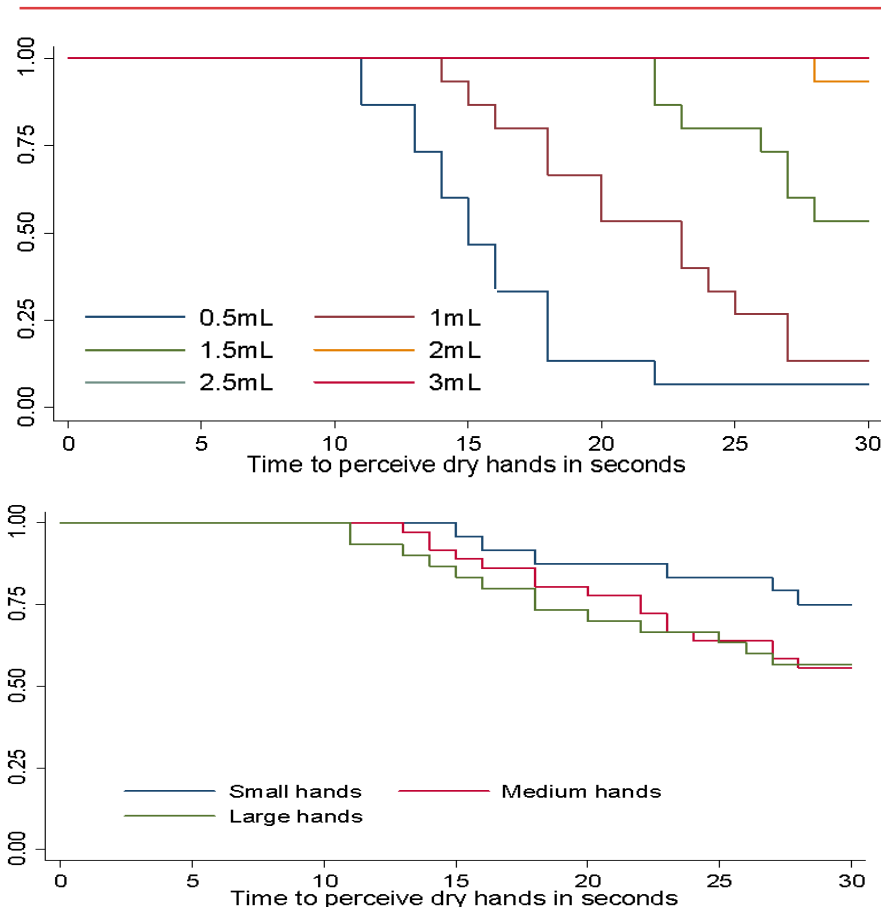 1.00
0.75
0.50
0.25
0.00
0.5mL 1mL
1.5mL 2mL
2.5mL 3mL
0 5 10 15 20 25 30
Time to perceive dry hands in seconds
1.00
0.75
0.50
0.25
0.00
Small hands Medium hands
Large hands
0 5 10 15 20 25 30
Time to perceive dry hands in seconds